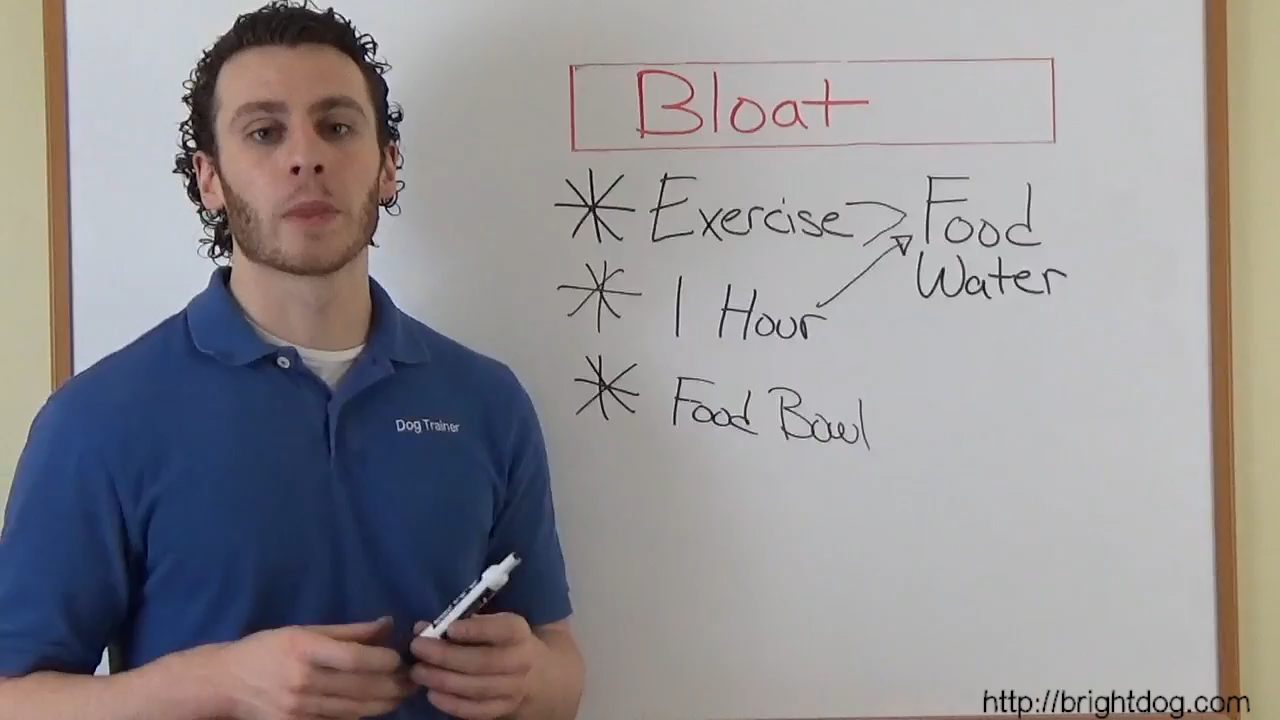 Bloat
Exercise > Food
Water
1 Hour
Food Bowl
Dog Trainer
http://brightdog.com